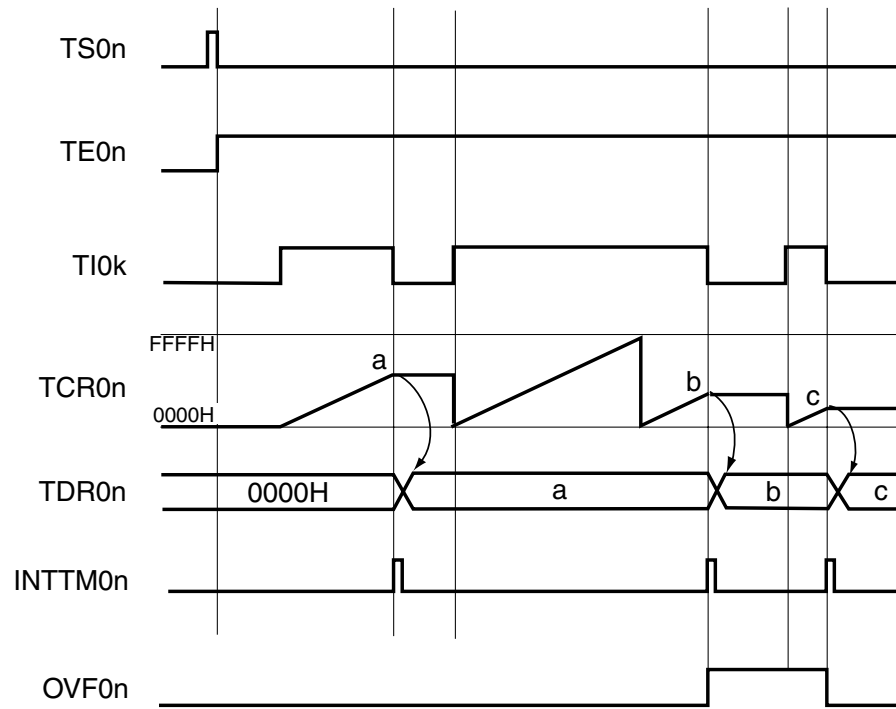 TS0n
TE0n
TI0k
FFFFH
a
b
c
TCR0n
0000H
TDR0n
0000H
a
b
c
INTTM0n
OVF0n